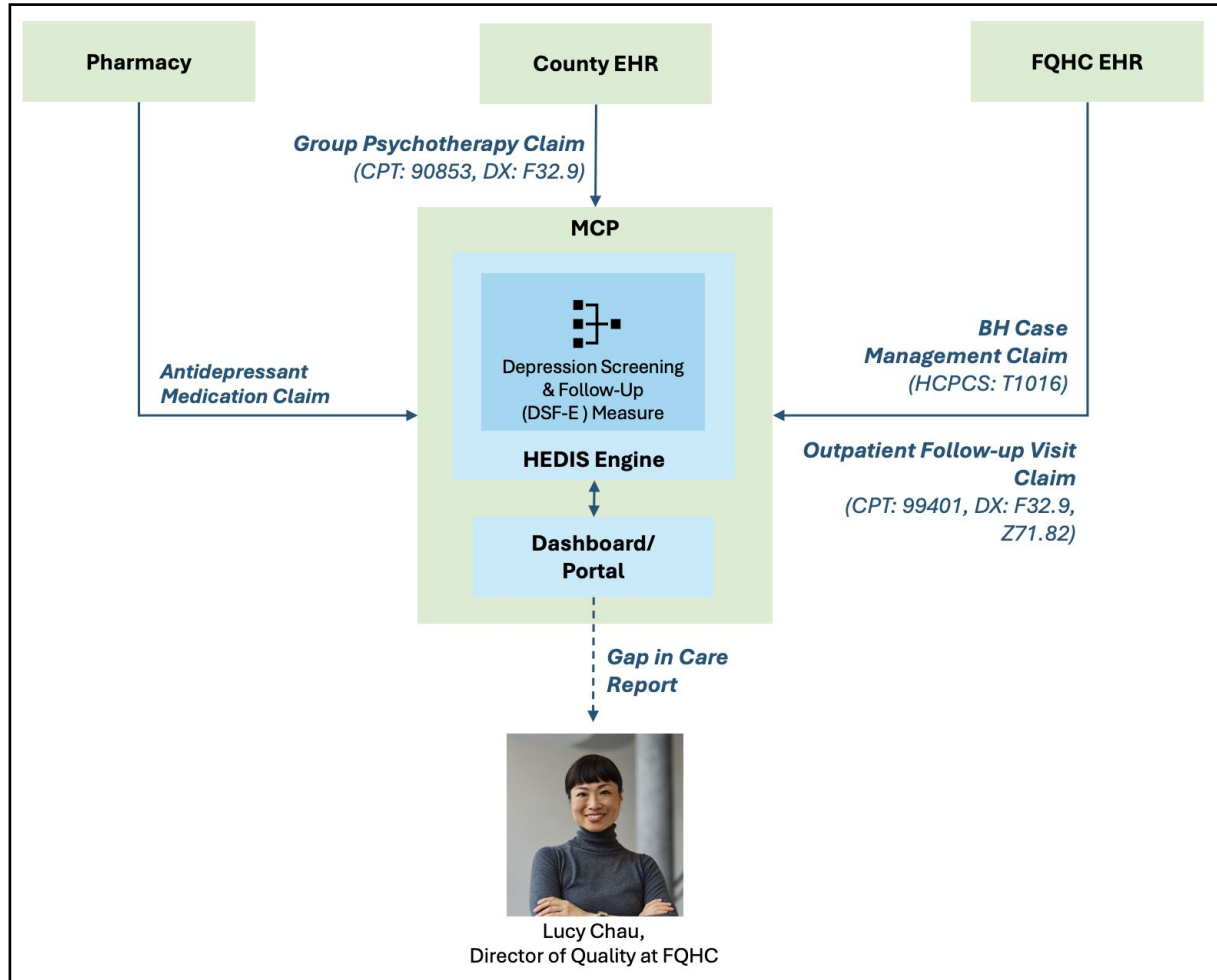 Pharmacy
County EHR
FQHC EHR
Group Psychotherapy Claim
(CPT: 90853, DX: F32.9)
MCP
Depression Screening
& Follow-Up
(DSF-E ) Measure
HEDIS Engine
Antidepressant
Medication Claim
BH Case
Management Claim
(HCPCS: T1016)
Outpatient Follow-up Visit
Claim
(CPT: 99401, DX: F32.9,
Z71.82)
Dashboard/
Portal
Gap in Care
Report
Lucy Chau,
Director of Quality at FQHC